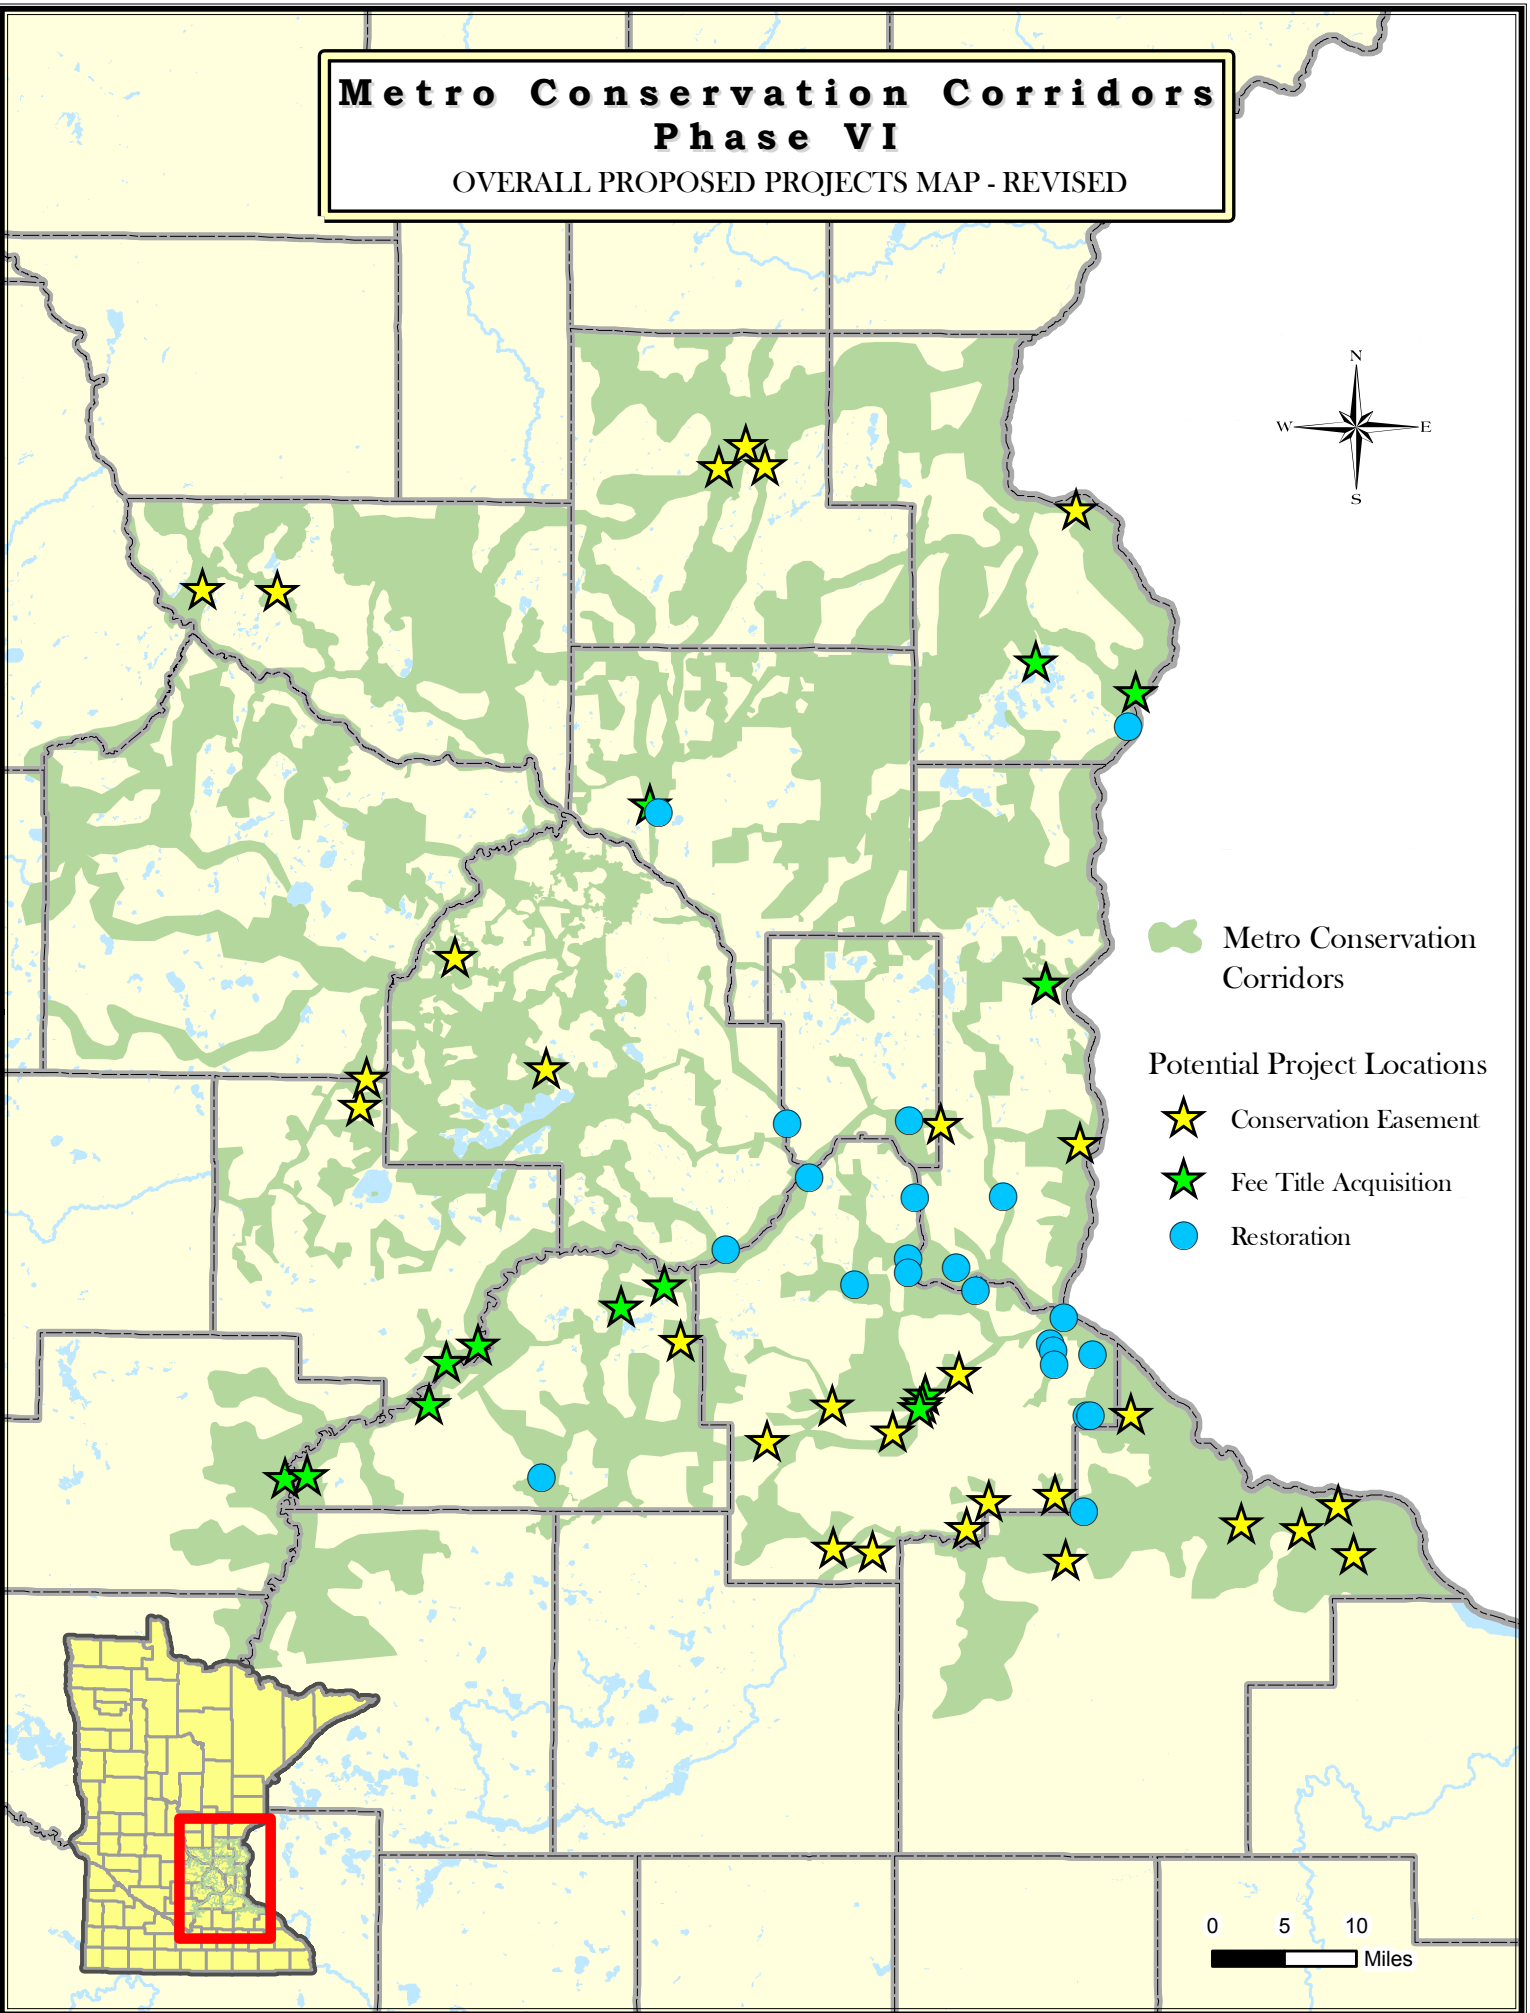 Metro Conservation Corridors
Phase VI
OVERALL PROPOSED PROJECTS MAP - REVISED
N
W E
S
Metro Conservation
Corridors
Potential Project Locations
Conservation Easement
Fee Title Acquisition
Restoration
0 5 10
Miles